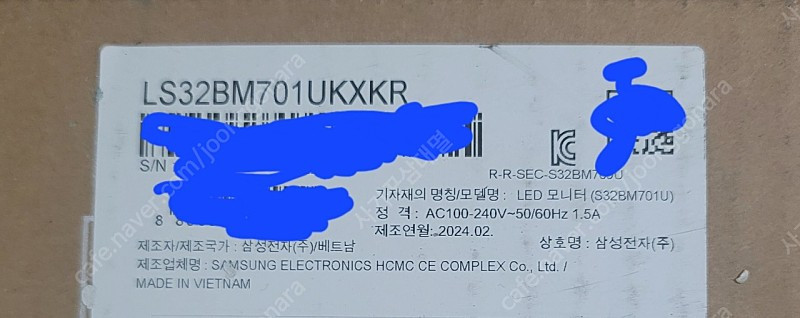 LS32BM701UKXKR
S/N
R-R-SEC-S32BM70
기자재의 명칭/모델명 : LED 모니터 (S32BM701U)
정 격 : AC100-240V~50/60Hz 1.5A
제조연월: 2024.02. 상호명 : 삼성전자(주)
제조자/제조국가 : 삼성전자(주)/베트남
제조업체명 : SAMSUNG ELECTRONICS HCMC CE COMPLEX Co., Ltd. /
MADE IN VIETNAM